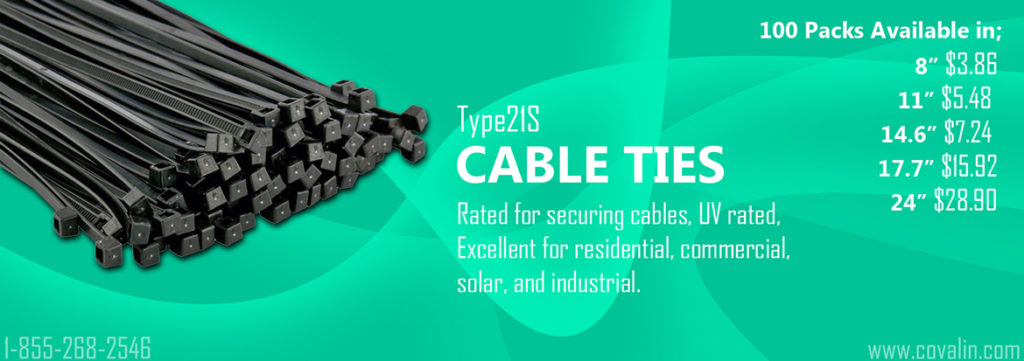 100 Packs Available in;
8” $3.86
11” $5.48
14.6” $7.24
17.7” $15.92
24” $28.90
Type21S
CABLE TIES
Rated for securing cables, UV rated,
Excellent for residential, commercial,
solar, and industrial.
1-855-268-2546
www.covalin.com